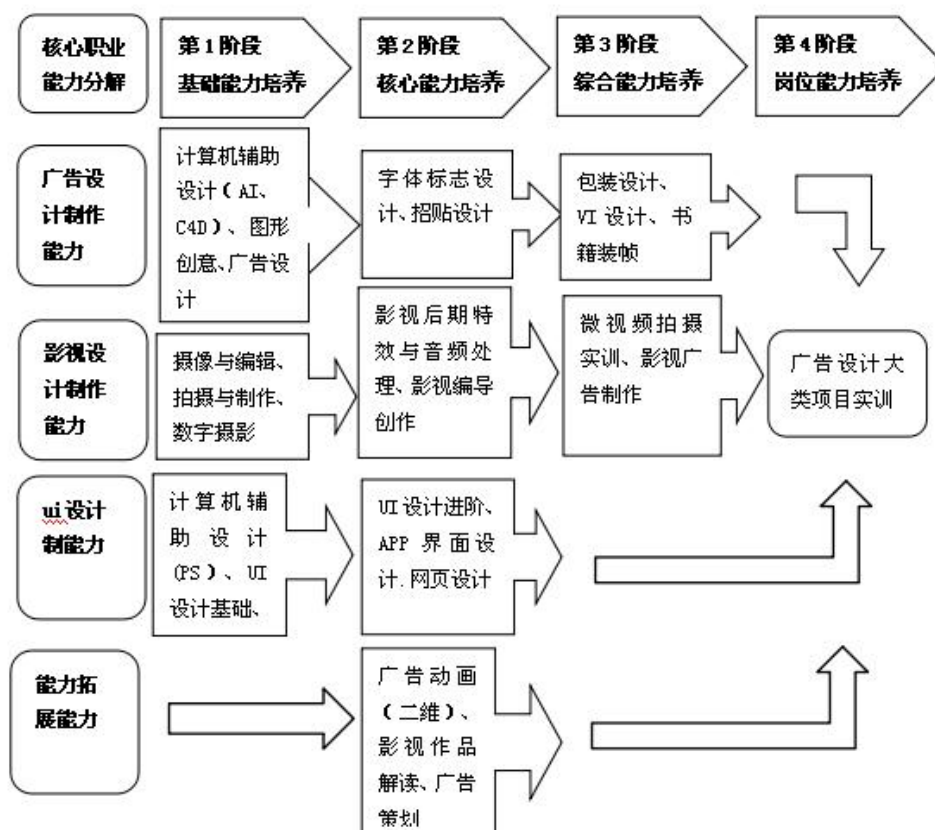 核心职业
能力分解
第1阶段
基础能力培养
第2阶段
核心能力培养
第3阶段
综合能力培养
第4阶段
岗位能力培养
广告设
计制作
能力
计算机辅助
设计(AI、
C4D)、图形
创意、广告设
计
字体标志设
计、招贴设计
包装设计、
VI设计、书
籍装帧
影视设
计制作
能力
摄像与编辑、
拍摄与制作、
数字摄影
影视后期特
效与音频处
理、影视编导
创作
微视频拍摄
实训、影视广
告制作
广告设计大
类项目实训
ui设计
制能力
计算机辅
助设计
(PS)、UI
设计基础、
UI设计进阶、
APP界面设
计.网页设计
能力拓
展能力
广告动画
(二维)、
影视作品
解读、广告
策划